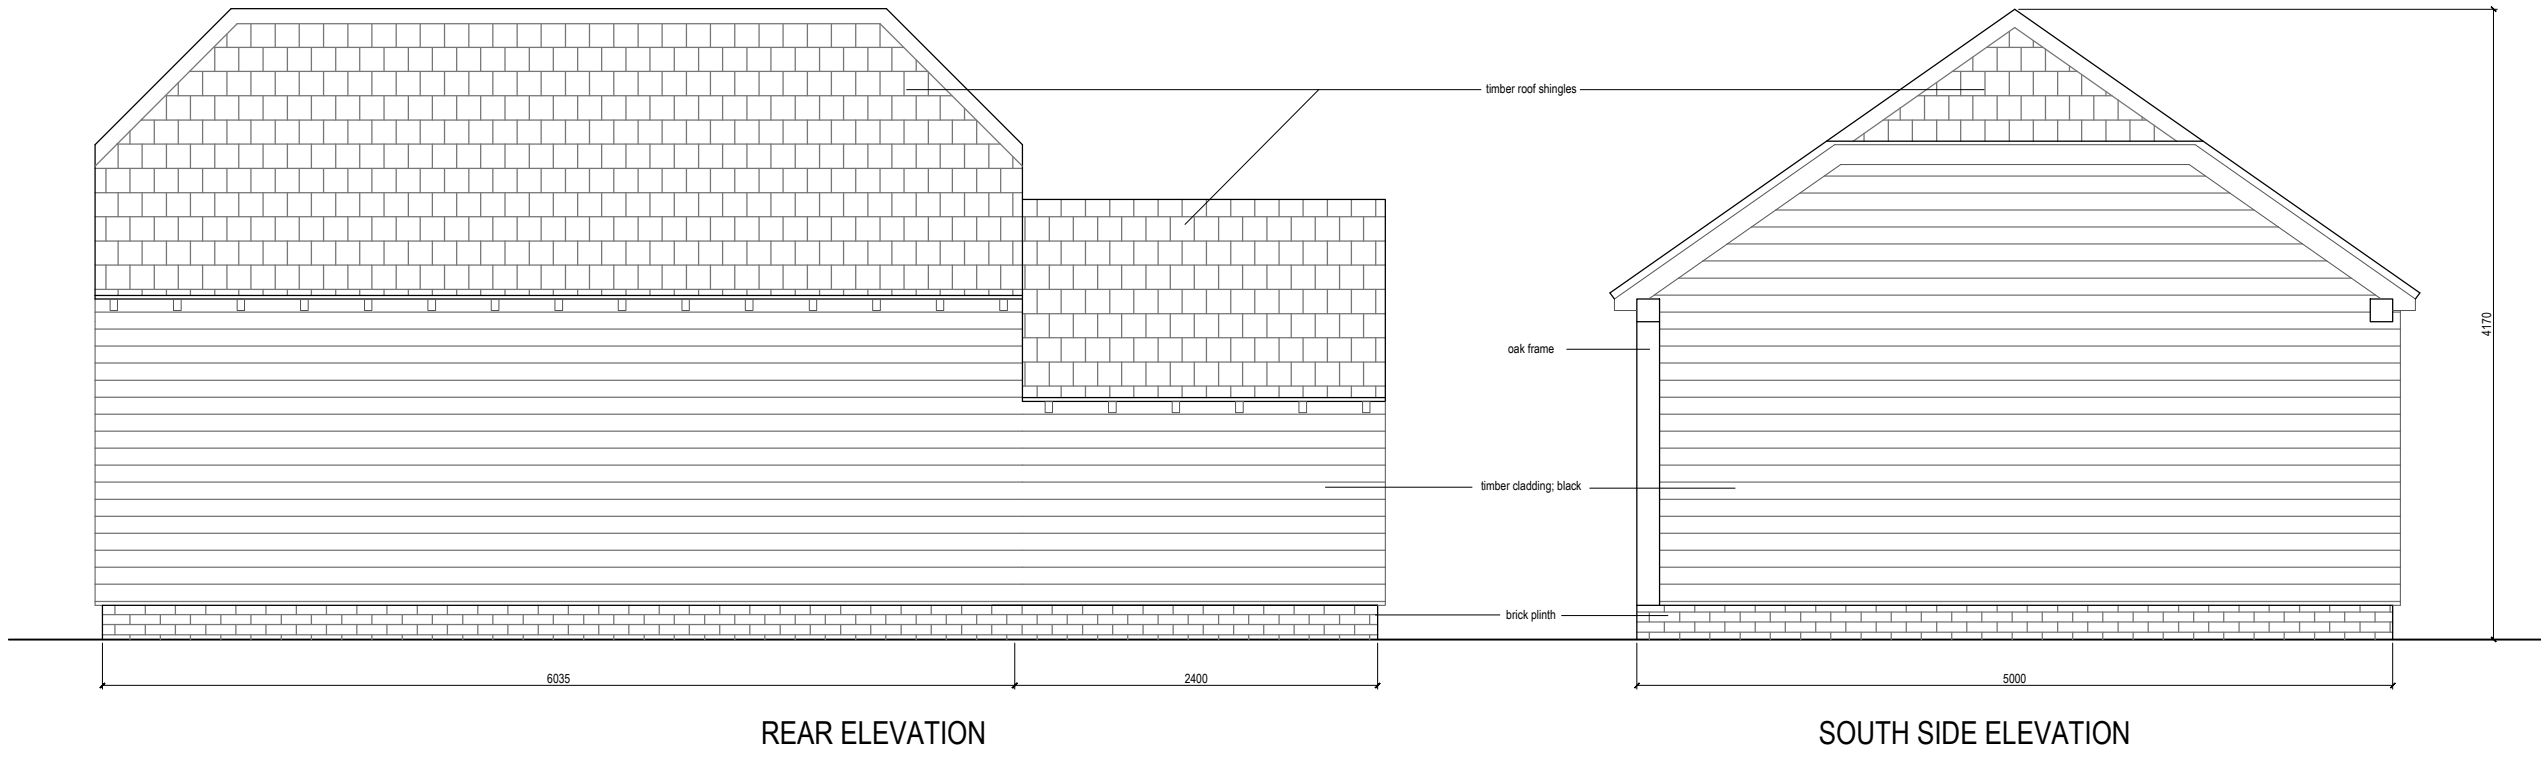 timber roof shingles
oak frame
4170
timber cladding; black
brick plinth
6035
2400
5000
REAR ELEVATION
SOUTH SIDE ELEVATION